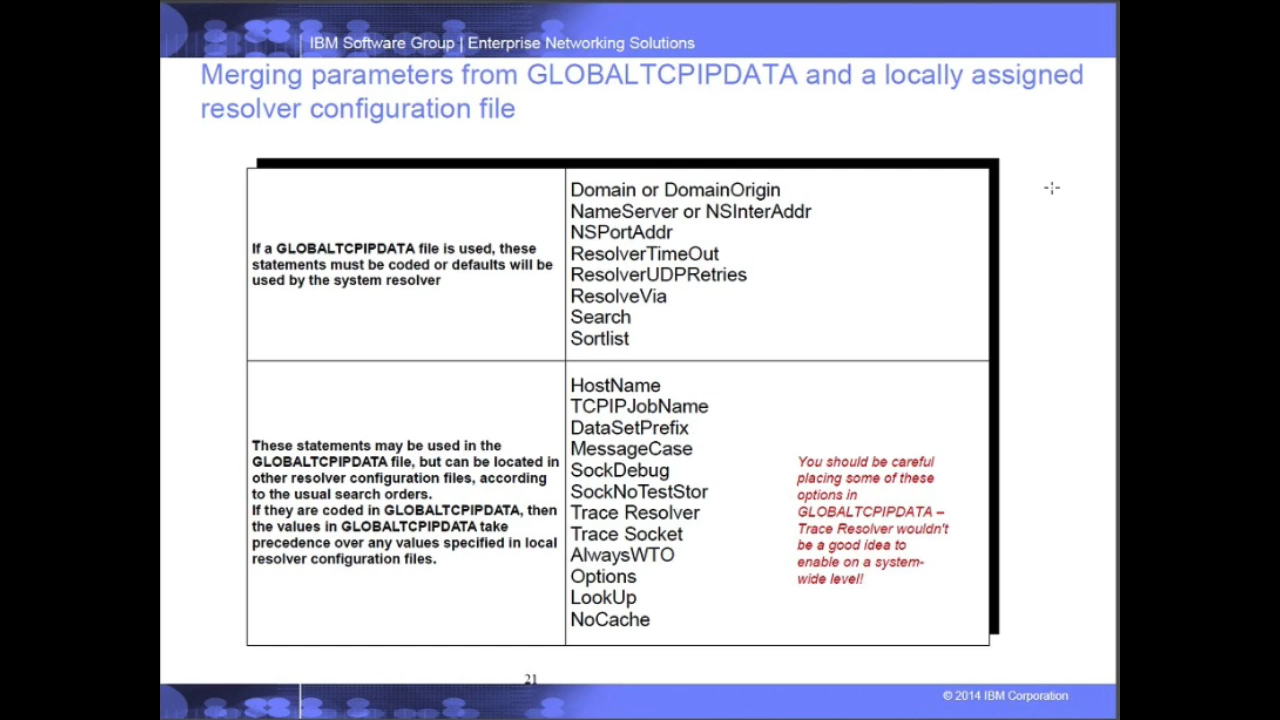 IBM Software Group | Enterprise Networking Solutions
Merging parameters from GLOBALTCPIPDATA and a locally assigned
resolver configuration file
If a GLOBALTCPIPDATA file is used, these
statements must be coded or defaults will be
used by the system resolver
Domain or DomainOrigin
NameServer or NSInterAddr
NSPortAddr
ResolverTimeOut
ResolverUDPRetries
ResolveVia
Search
Sortlist
These statements may be used in the
GLOBALTCPIPDATA file, but can be located in
other resolver configuration files, according
to the usual search orders.
If they are coded in GLOBALTCPIPDATA, then
the values in GLOBALTCPIPDATA take
precedence over any values specified in local
resolver configuration files.
HostName
TCPIPJobName
DataSetPrefix
MessageCase
SockDebug
SockNoTestStor
Trace Resolver
Trace Socket
AlwaysWTO
Options
LookUp
NoCache
You should be careful
placing some of these
options in
GLOBALTCPIPDATA –
Trace Resolver wouldn't
be a good idea to
enable on a system-
wide level!
21
© 2014 IBM Corporation